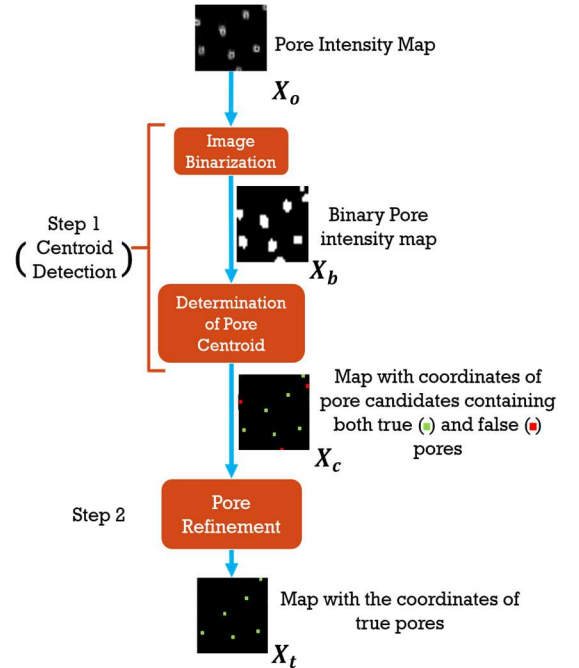 Pore Intensity Map
X_o
Image
Binarization
Step 1
( Centroid )
Detection
Binary Pore
intensity map
X_b
Determination
of Pore
Centroid
Map with coordinates of
pore candidates containing
both true (▪) and false (▪)
pores
X_c
Step 2
Pore
Refinement
Map with the coordinates of
true pores
X_t